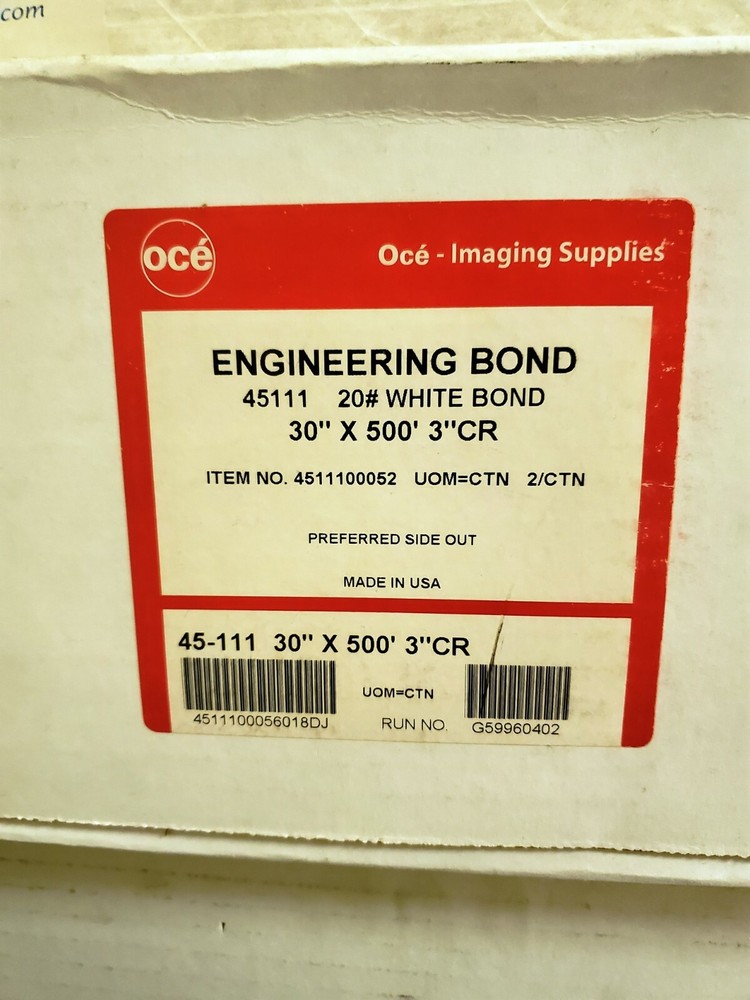 .com
océ
Océ - Imaging Supplies
ENGINEERING BOND
45111 20# WHITE BOND
30" X 500' 3"CR
ITEM NO. 4511100052 UOM=CTN 2/CTN
PREFERRED SIDE OUT
MADE IN USA
45-111 30" X 500' 3"CR
UOM=CTN
4511100056018DJ RUN NO. G59960402